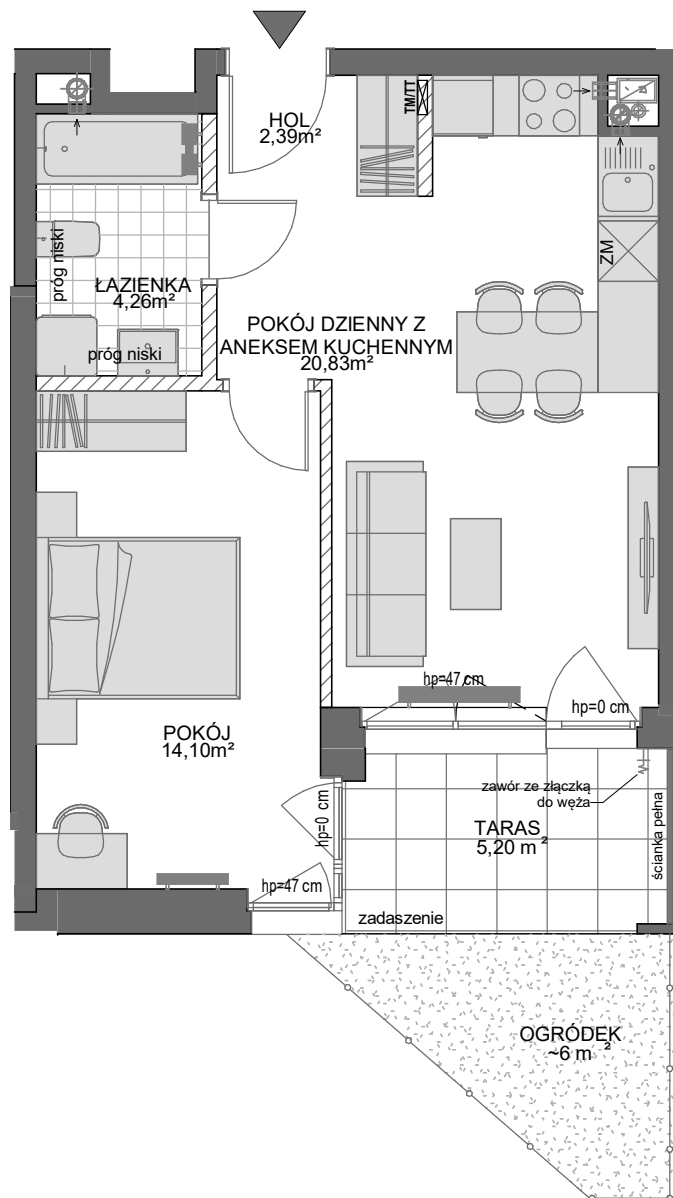 TM/TT
HOL
2,39m²
ZM
próg niski
ŁAZIENKA
4,26m²
próg niski
POKÓJ DZIENNY Z
ANEKSEM KUCHENNYM
20,83m²
hp=47 cm
hp=0 cm
POKÓJ
14,10m²
zawór ze złączką
do węża
hp=0 cm
TARAS
5,20 m²
ścianka pełna
hp=47 cm
zadaszenie
OGRÓDEK
~6 m²